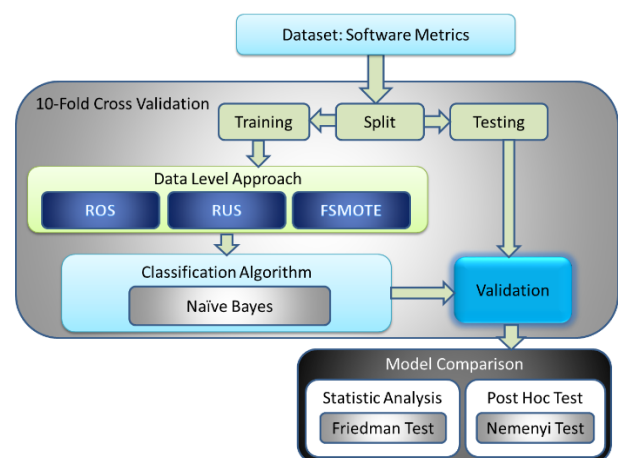 Dataset: Software Metrics
10-Fold Cross Validation
Training
Split
Testing
Data Level Approach
ROS
RUS
FSMOTE
Classification Algorithm
Naïve Bayes
Validation
Model Comparison
Statistic Analysis
Friedman Test
Post Hoc Test
Nemenyi Test